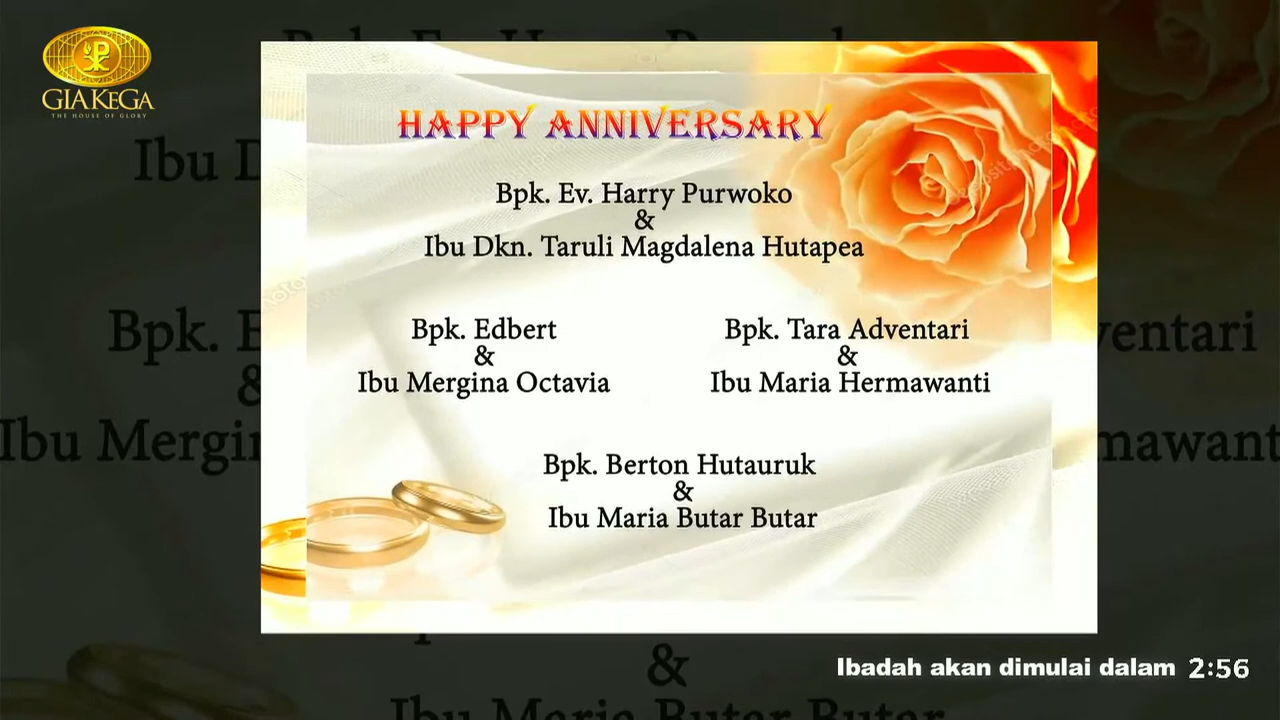 GIAKEGA
THE HOUSE OF GLORY
HAPPY ANNIVERSARY
Bpk. Ev. Harry Purwoko
&
Ibu Dkn. Taruli Magdalena Hutapea
Bpk. Edbert
&
Ibu Mergina Octavia
Bpk. Tara Adventari
&
Ibu Maria Hermawanti
Bpk. Berton Hutauruk
&
Ibu Maria Butar Butar
Ibadah akan dimulai dalam 2:56